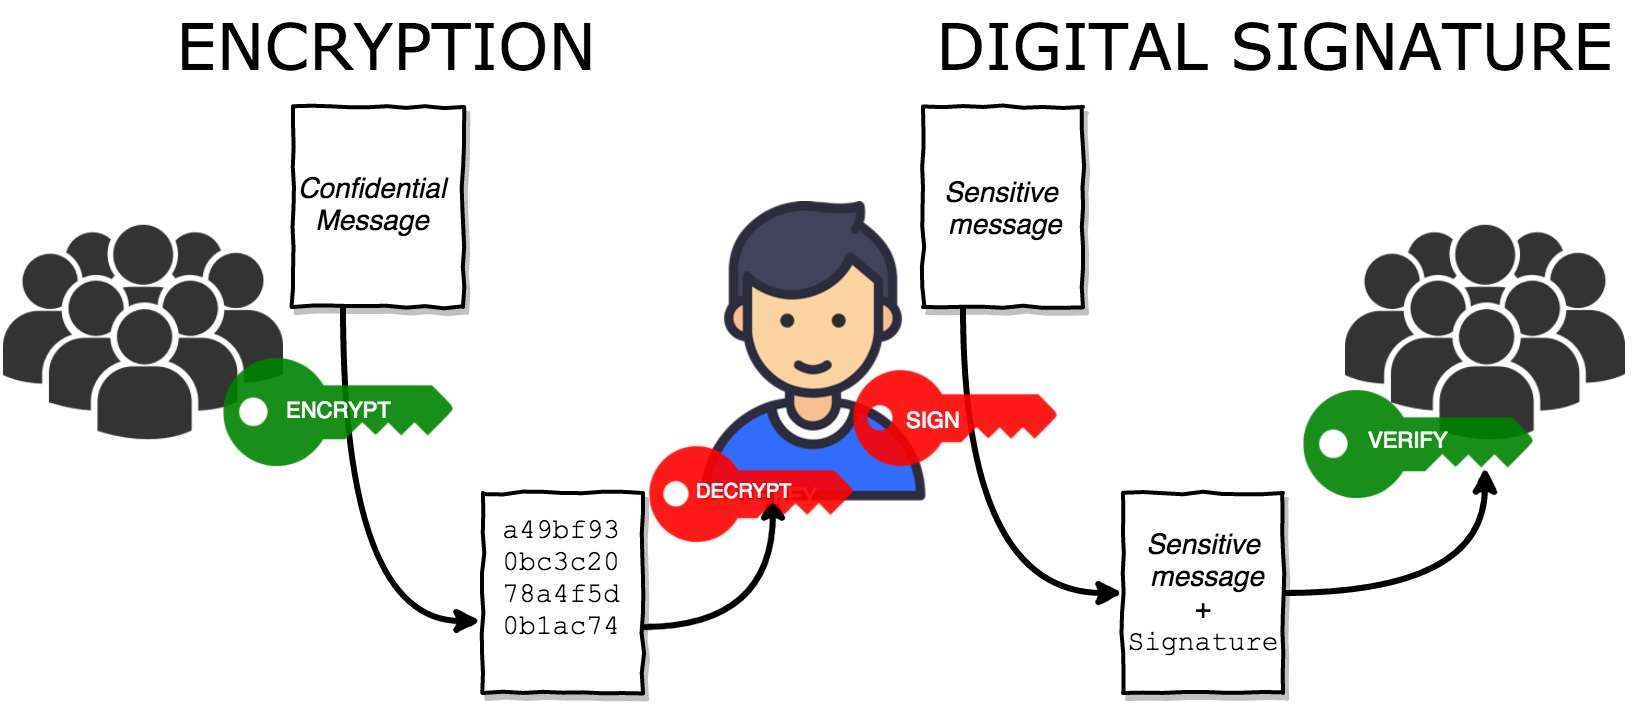 ENCRYPTION
DIGITAL SIGNATURE
Confidential
Message
ENCRYPT
a49bf93
0bc3c20
78a4f5d
0b1ac74
DECRYPT
Sensitive
message
SIGN
Sensitive
message
+
Signature
VERIFY